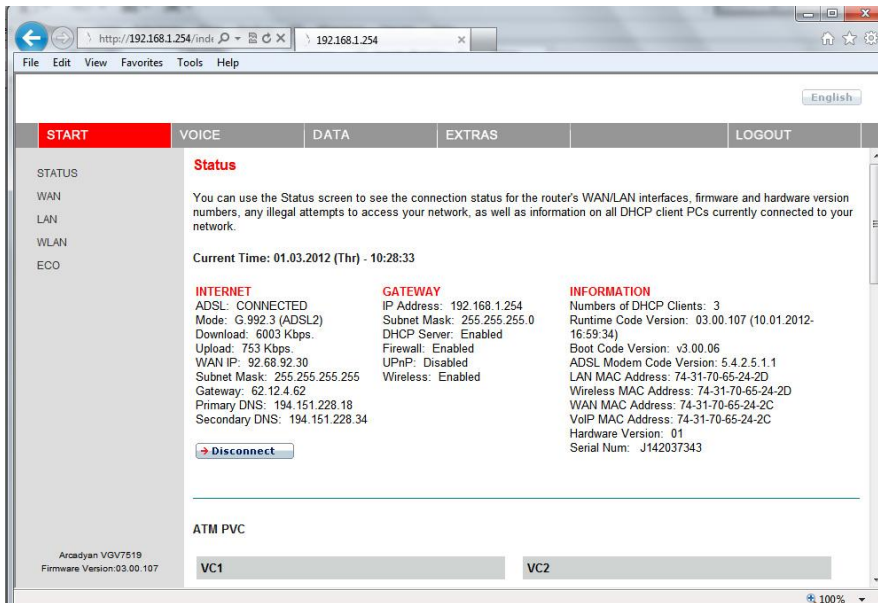 http://192.168.1.254/inde
192.168.1.254
File Edit View Favorites Tools Help
English
START VOICE DATA EXTRAS LOGOUT
STATUS
WAN
LAN
WLAN
ECO
Status
You can use the Status screen to see the connection status for the router's WAN/LAN interfaces, firmware and hardware version
numbers, any illegal attempts to access your network, as well as information on all DHCP client PCs currently connected to your
network.
Current Time: 01.03.2012 (Thr) - 10:28:33
INTERNET
ADSL: CONNECTED
Mode: G.992.3 (ADSL2)
Download: 6003 Kbps.
Upload: 753 Kbps.
WAN IP: 92.68.92.30
Subnet Mask: 255.255.255.255
Gateway: 62.12.4.62
Primary DNS: 194.151.228.18
Secondary DNS: 194.151.228.34
Disconnect
GATEWAY
IP Address: 192.168.1.254
Subnet Mask: 255.255.255.0
DHCP Server: Enabled
Firewall: Enabled
UPnP: Disabled
Wireless: Enabled
INFORMATION
Numbers of DHCP Clients: 3
Runtime Code Version: 03.00.107 (10.01.2012-
16:59:34)
Boot Code Version: v3.00.06
ADSL Modem Code Version: 5.4.2.5.1.1
LAN MAC Address: 74-31-70-65-24-2D
Wireless MAC Address: 74-31-70-65-24-2D
WAN MAC Address: 74-31-70-65-24-2C
VoIP MAC Address: 74-31-70-65-24-2C
Hardware Version: 01
Serial Num: J142037343
ATM PVC
VC1 VC2
Arcadyan VGV7519
Firmware Version:03.00.107
100%